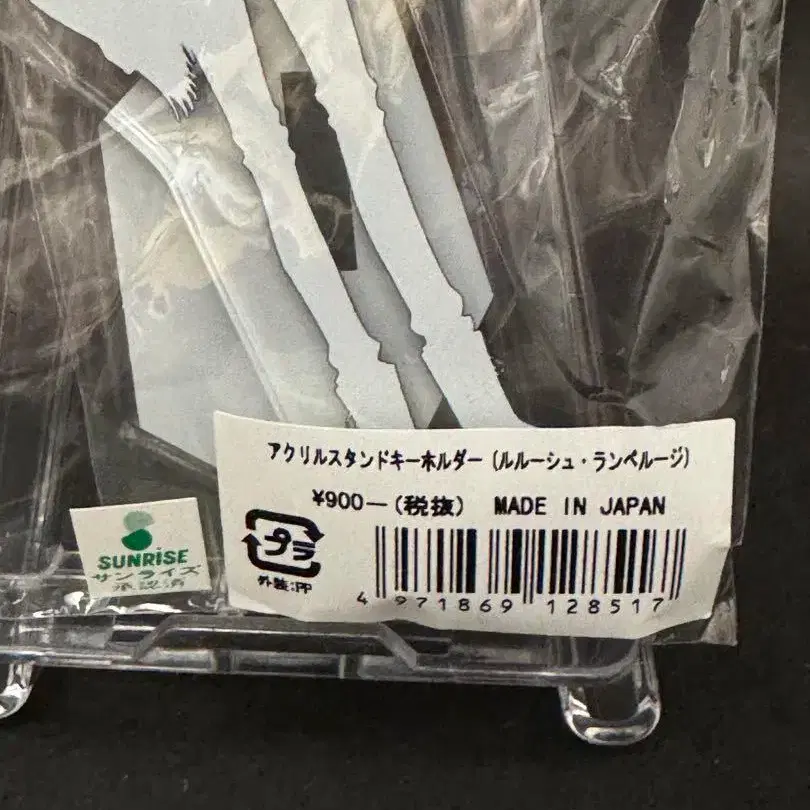 アクリルスタンドキーホルダー (ルルーシュ・ランペルージ)
¥900―(税抜) MADE IN JAPAN
プラ
外装:PP
4 971869 128517
SUNRiSE
サンライズ
承認済